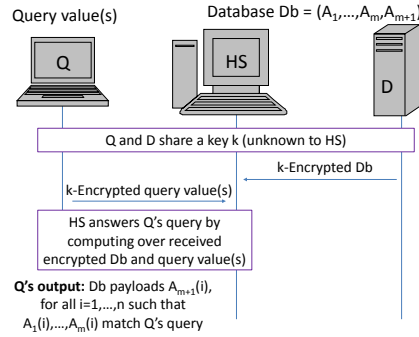 Query value(s)
Database Db = (A1,…,Am,Am+1)
Q
HS
D
Q and D share a key k (unknown to HS)
k-Encrypted Db
k-Encrypted query value(s)
HS answers Q's query by
computing over received
encrypted Db and query value(s)
Q's output: Db payloads Am+1(i),
for all i=1,…,n such that
A1(i),…,Am(i) match Q's query